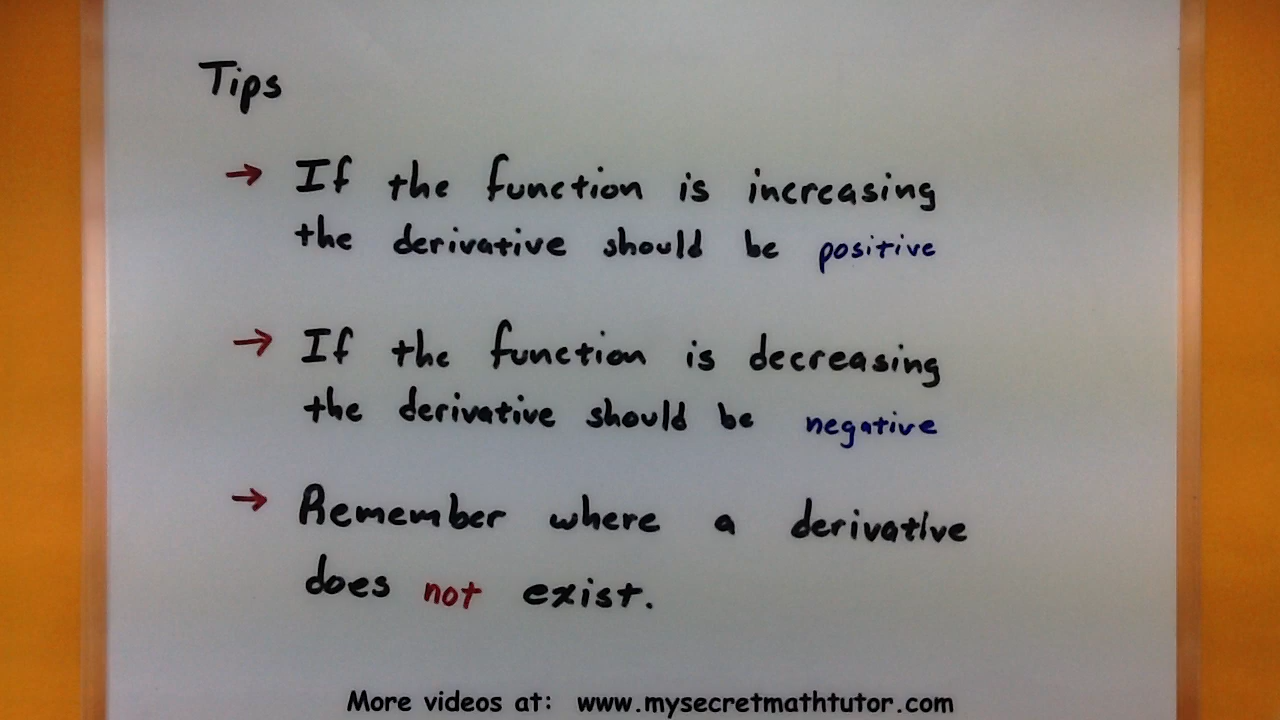 Tips
→ If the function is increasing
the derivative should be positive
→ If the function is decreasing
the derivative should be negative
→ Remember where a derivative
does not exist.
More videos at: www.mysecretmathtutor.com